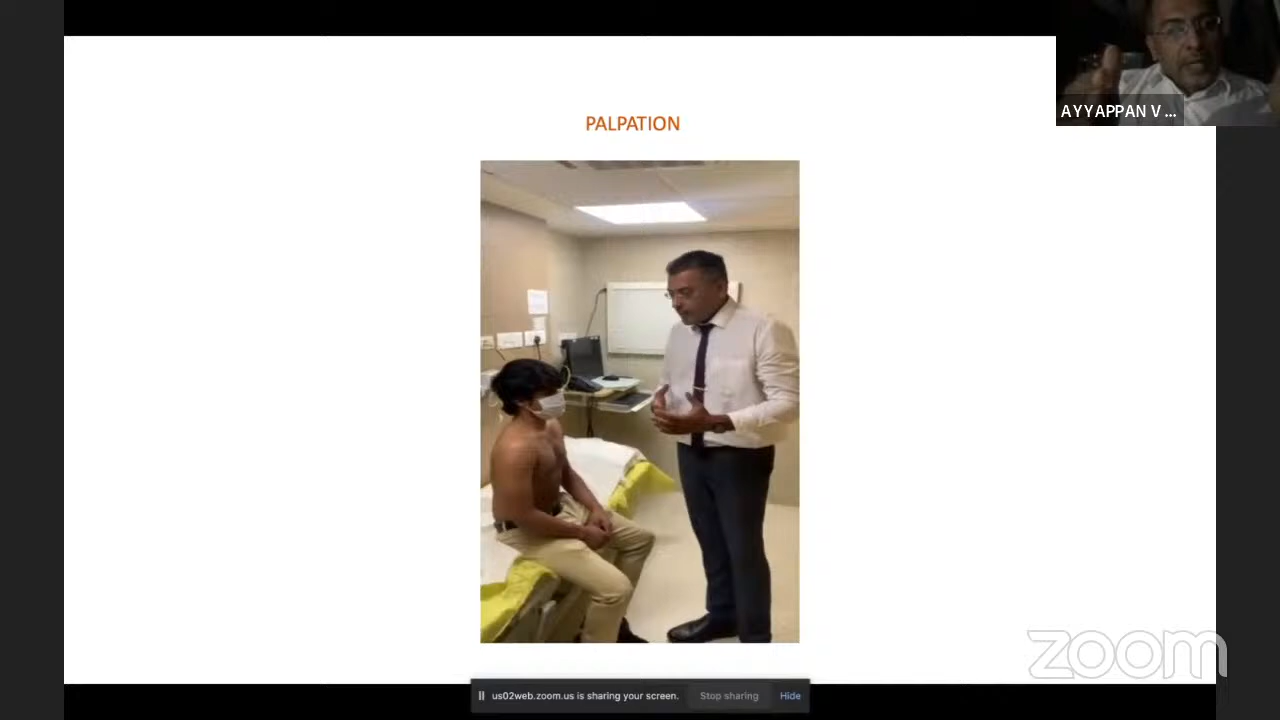 AYYAPPAN V ...
PALPATION
zoom
us02web.zoom.us is sharing your screen.
Stop sharing
Hide